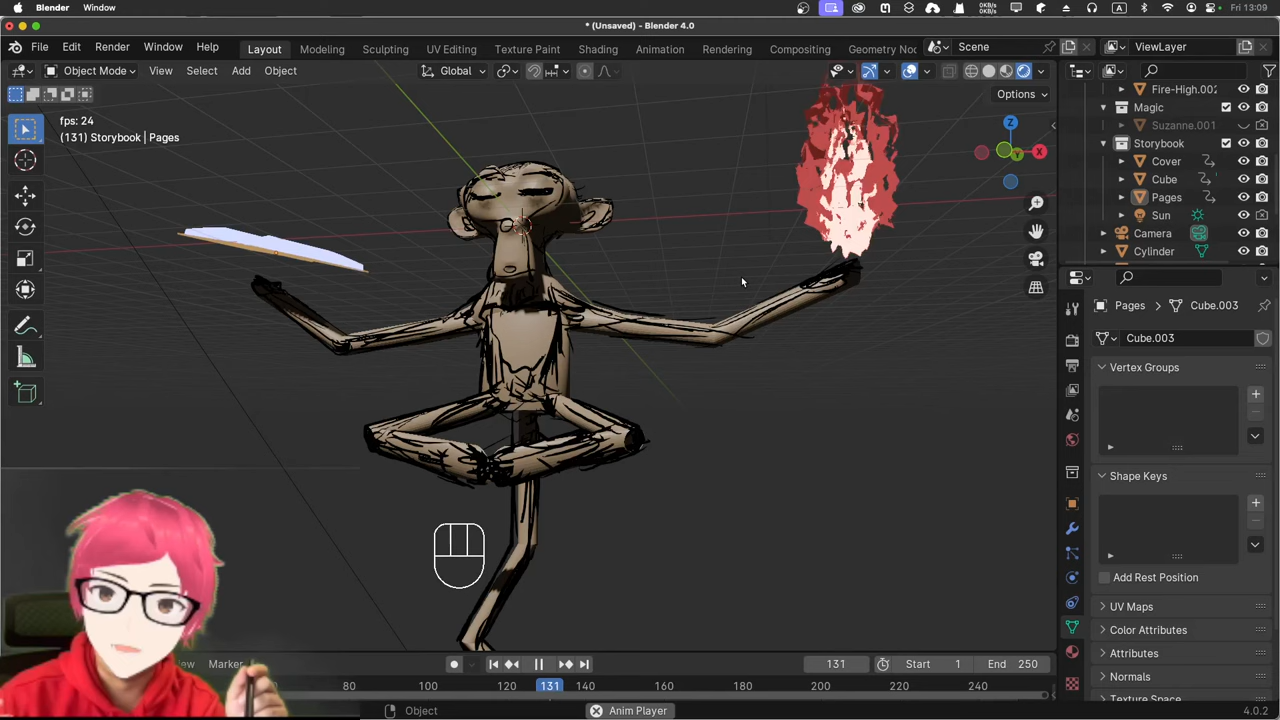 Blender Window
0KB/s
0KB/s
A
Fri 13:09
* (Unsaved) - Blender 4.0
File Edit Render Window Help
Layout Modeling Sculpting UV Editing Texture Paint Shading Animation Rendering Compositing Geometry Noc
Scene
ViewLayer
Object Mode View Select Add Object
Global
Options
fps: 24
(131) Storybook | Pages
Z
Y
X
Fire-High.002
Magic
Suzanne.001
Storybook
Cover
Cube
Pages
Sun
Camera
Cylinder
Pages
Cube.003
Cube.003
Vertex Groups
Shape Keys
Add Rest Position
UV Maps
Color Attributes
Attributes
Normals
Texture Space
Marker
131
Start 1
End 250
80 100 120 131 140 160 180 200 220 240
Object
Anim Player
4.0.2